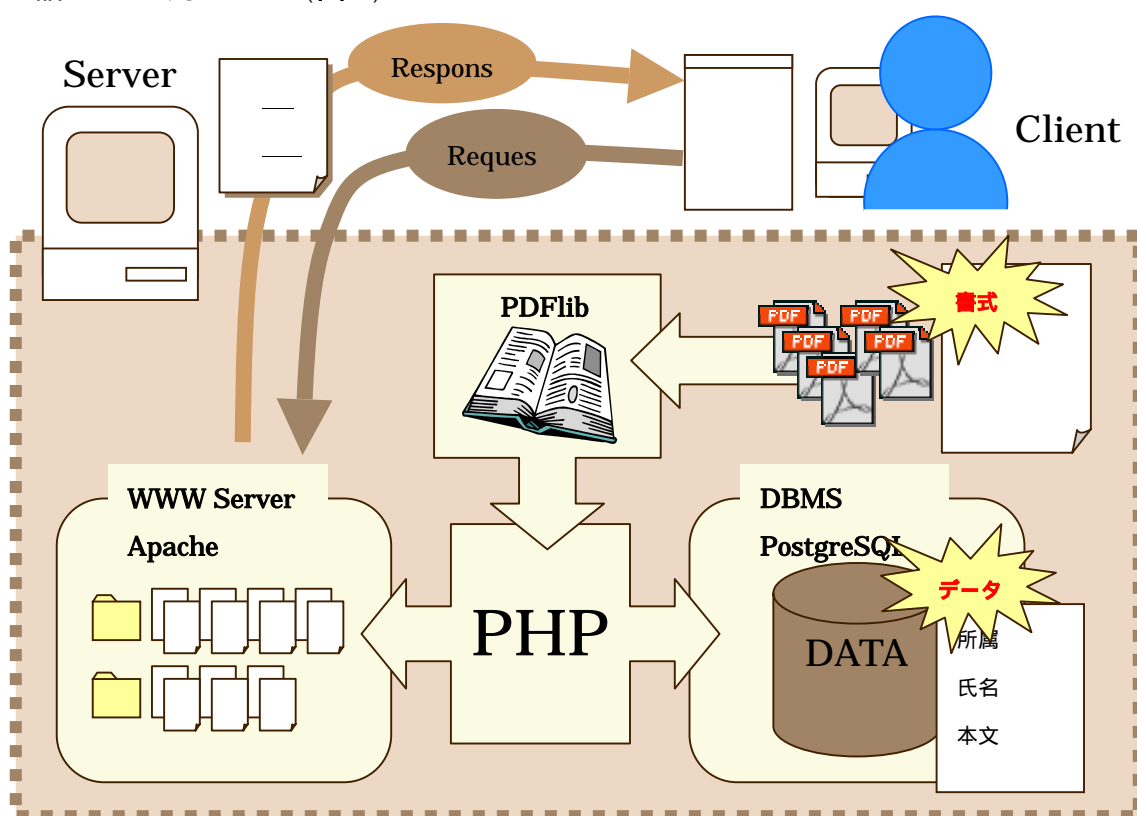 Server
Respons
Reques
Client
PDFlib
PDF
PDF
PDF
PDF
PDF
書式
WWW Server
Apache
DBMS
PostgreSQL
PHP
DATA
データ
所属
氏名
本文